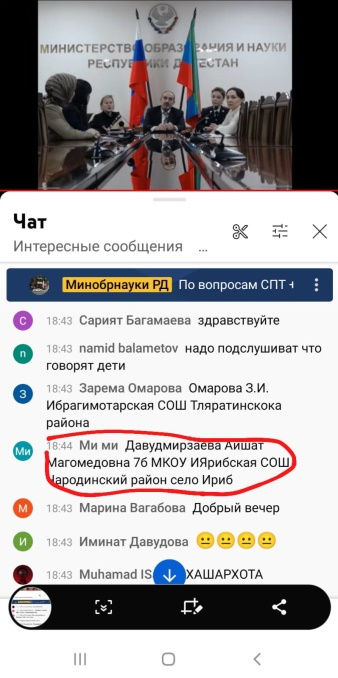 МИНИСТЕРСТВО ОБРАЗОВАНИЯ И НАУКИ
РЕСПУБЛИКИ ДАГЕСТАН
Чат
Интересные сообщения ...
Минобрнауки РД По вопросам СПТ
С 18:43 Сарият Багамаева здравствуйте
n 18:43 namid balametov надо подслушиват что
говорят дети
З 18:43 Зарема Омарова Омарова З.И.
Ибрагимотарская СОШ Тляратинскока
района
Ми 18:44 Ми ми Давудмирзаева Аишат
Магомедовна 7б МКОУ ИЯрибская СОШ
Чародинский район село Ириб
М 18:43 Марина Вагабова Добрый вечер
И 18:43 Иминат Давудова 😐😐😐😐
18:43 Muhamad IS ХАШАРХОТА